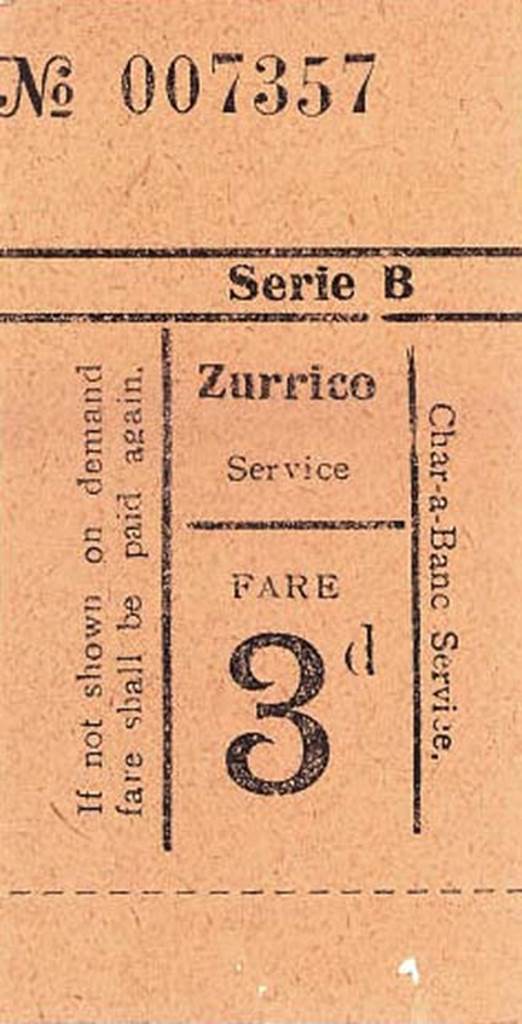 № 007357
Serie B
If not shown on demand
fare shall be paid again.
Zurrico
Service
FARE
3d
Char-a-Banc Service.